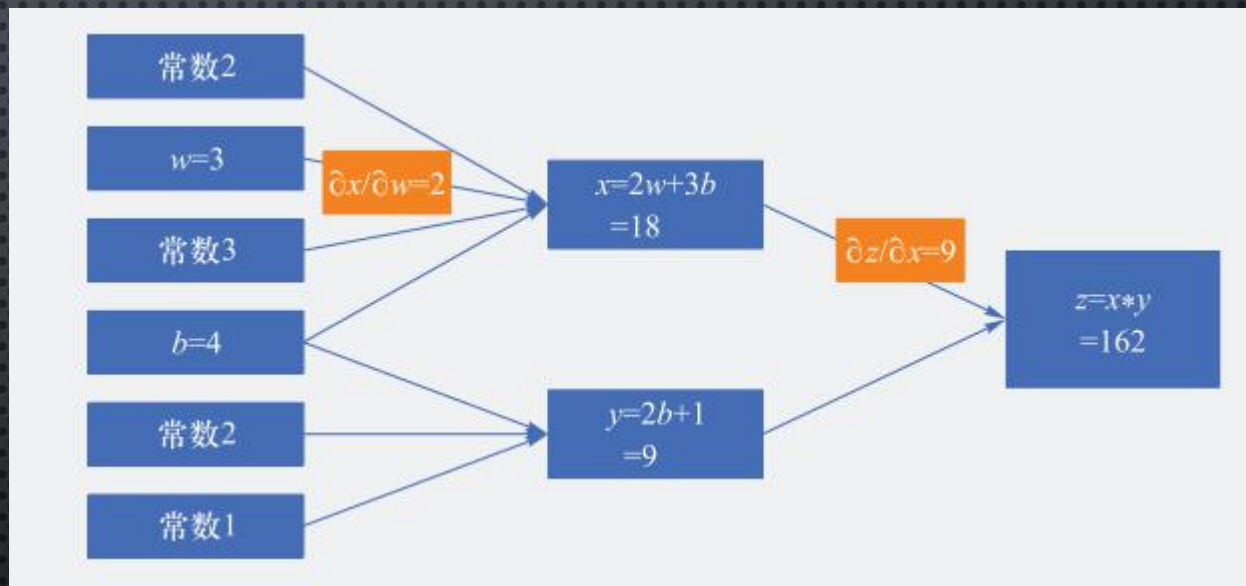 常数2
w=3
∂x/∂w=2
常数3
b=4
常数2
常数1
x=2w+3b
=18
y=2b+1
=9
∂z/∂x=9
z=x*y
=162